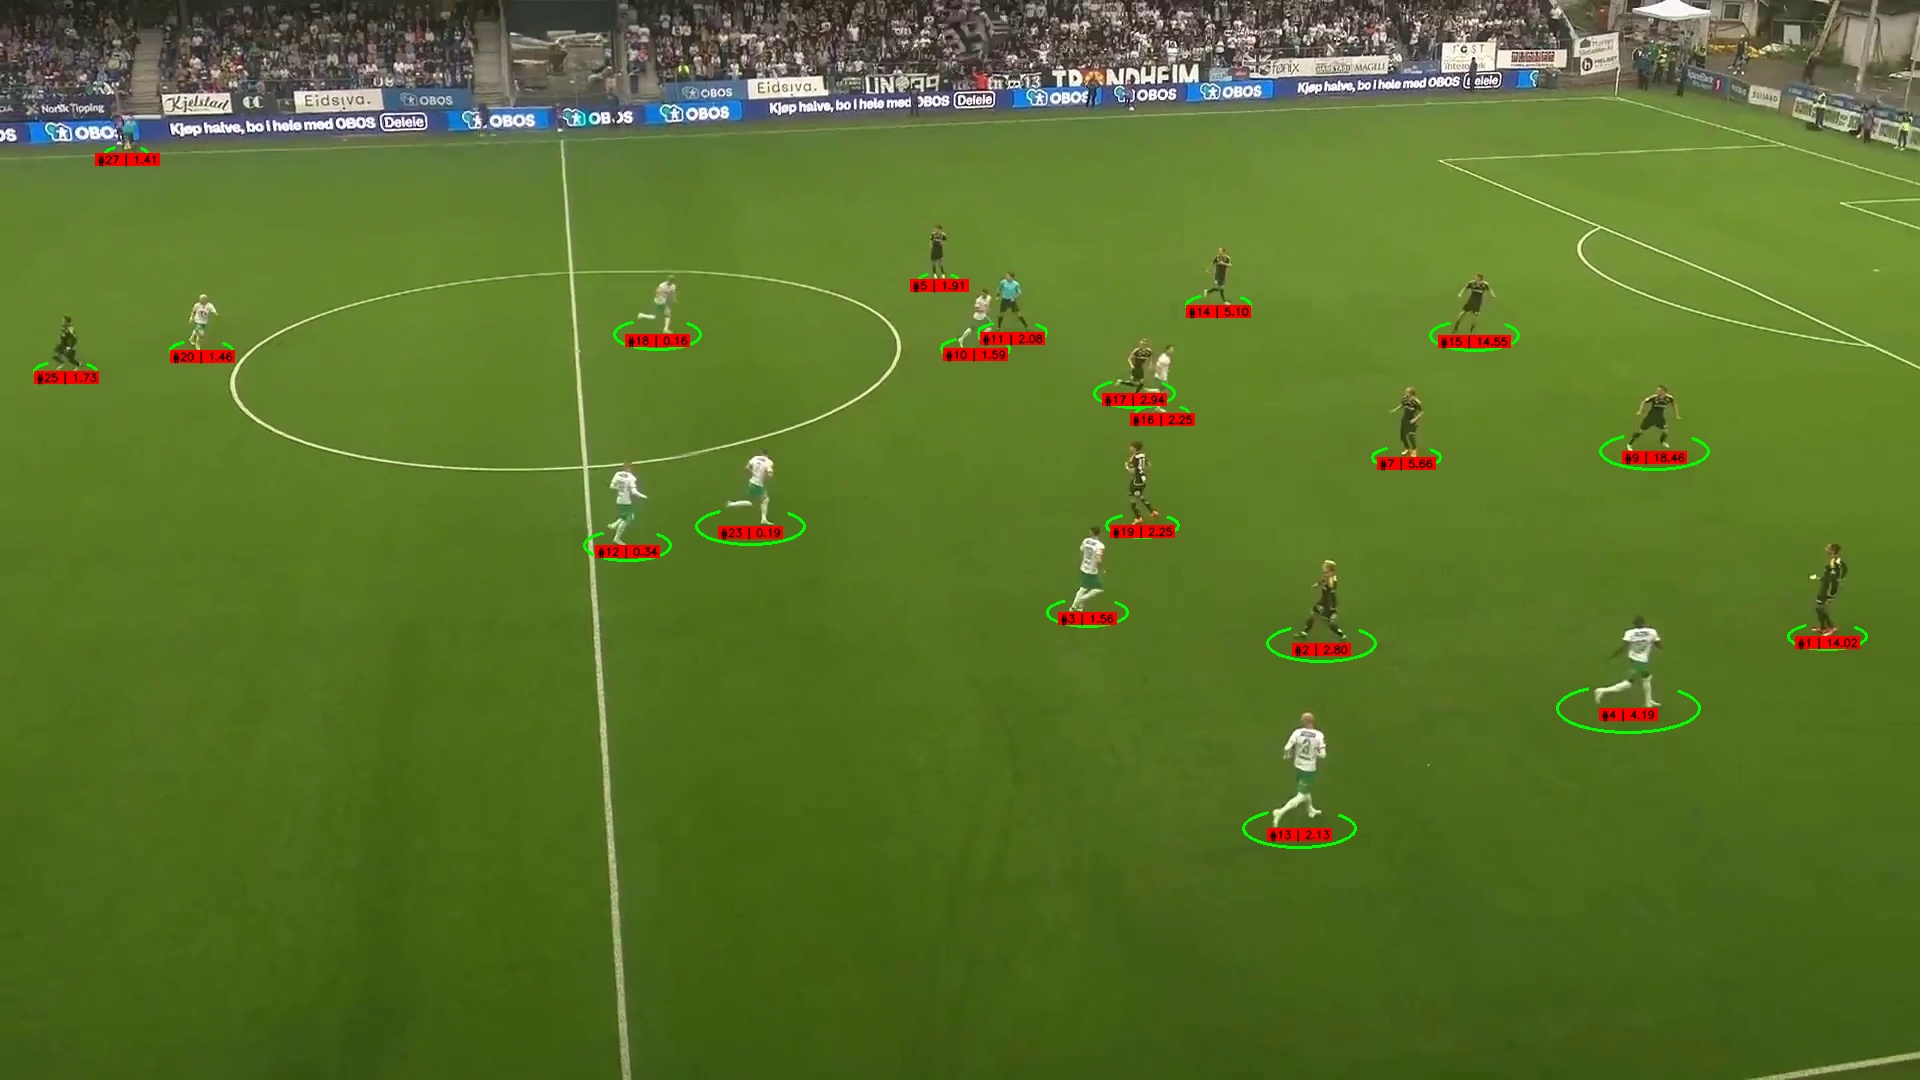 TRONDHEIM
Eidsiva.
OBOS
fjønix
MAGELI
Norsk Tipping
Kjelstad
CC
Eidsiva.
OBOS
Kjøp halve, bo i hele med OBOS Deleie
OBOS
OBOS
OBOS
Kjøp halve, bo i hele med OBOS Deleie
OBOS
OBOS
OBOS
Kjøp halve, bo i hele med OBOS Deleie
#27 | 1.41
#5 | 1.91
#14 | 5.10
#18 | 0.16
#11 | 2.08
#15 | 14.55
#20 | 1.46
#10 | 1.59
#25 | 1.73
#17 | 2.94
#16 | 2.25
#7 | 5.66
#9 | 18.46
#23 | 0.19
#19 | 2.25
#12 | 0.34
#3 | 1.56
#2 | 2.80
#1 | 14.02
#4 | 4.19
3
#13 | 2.13